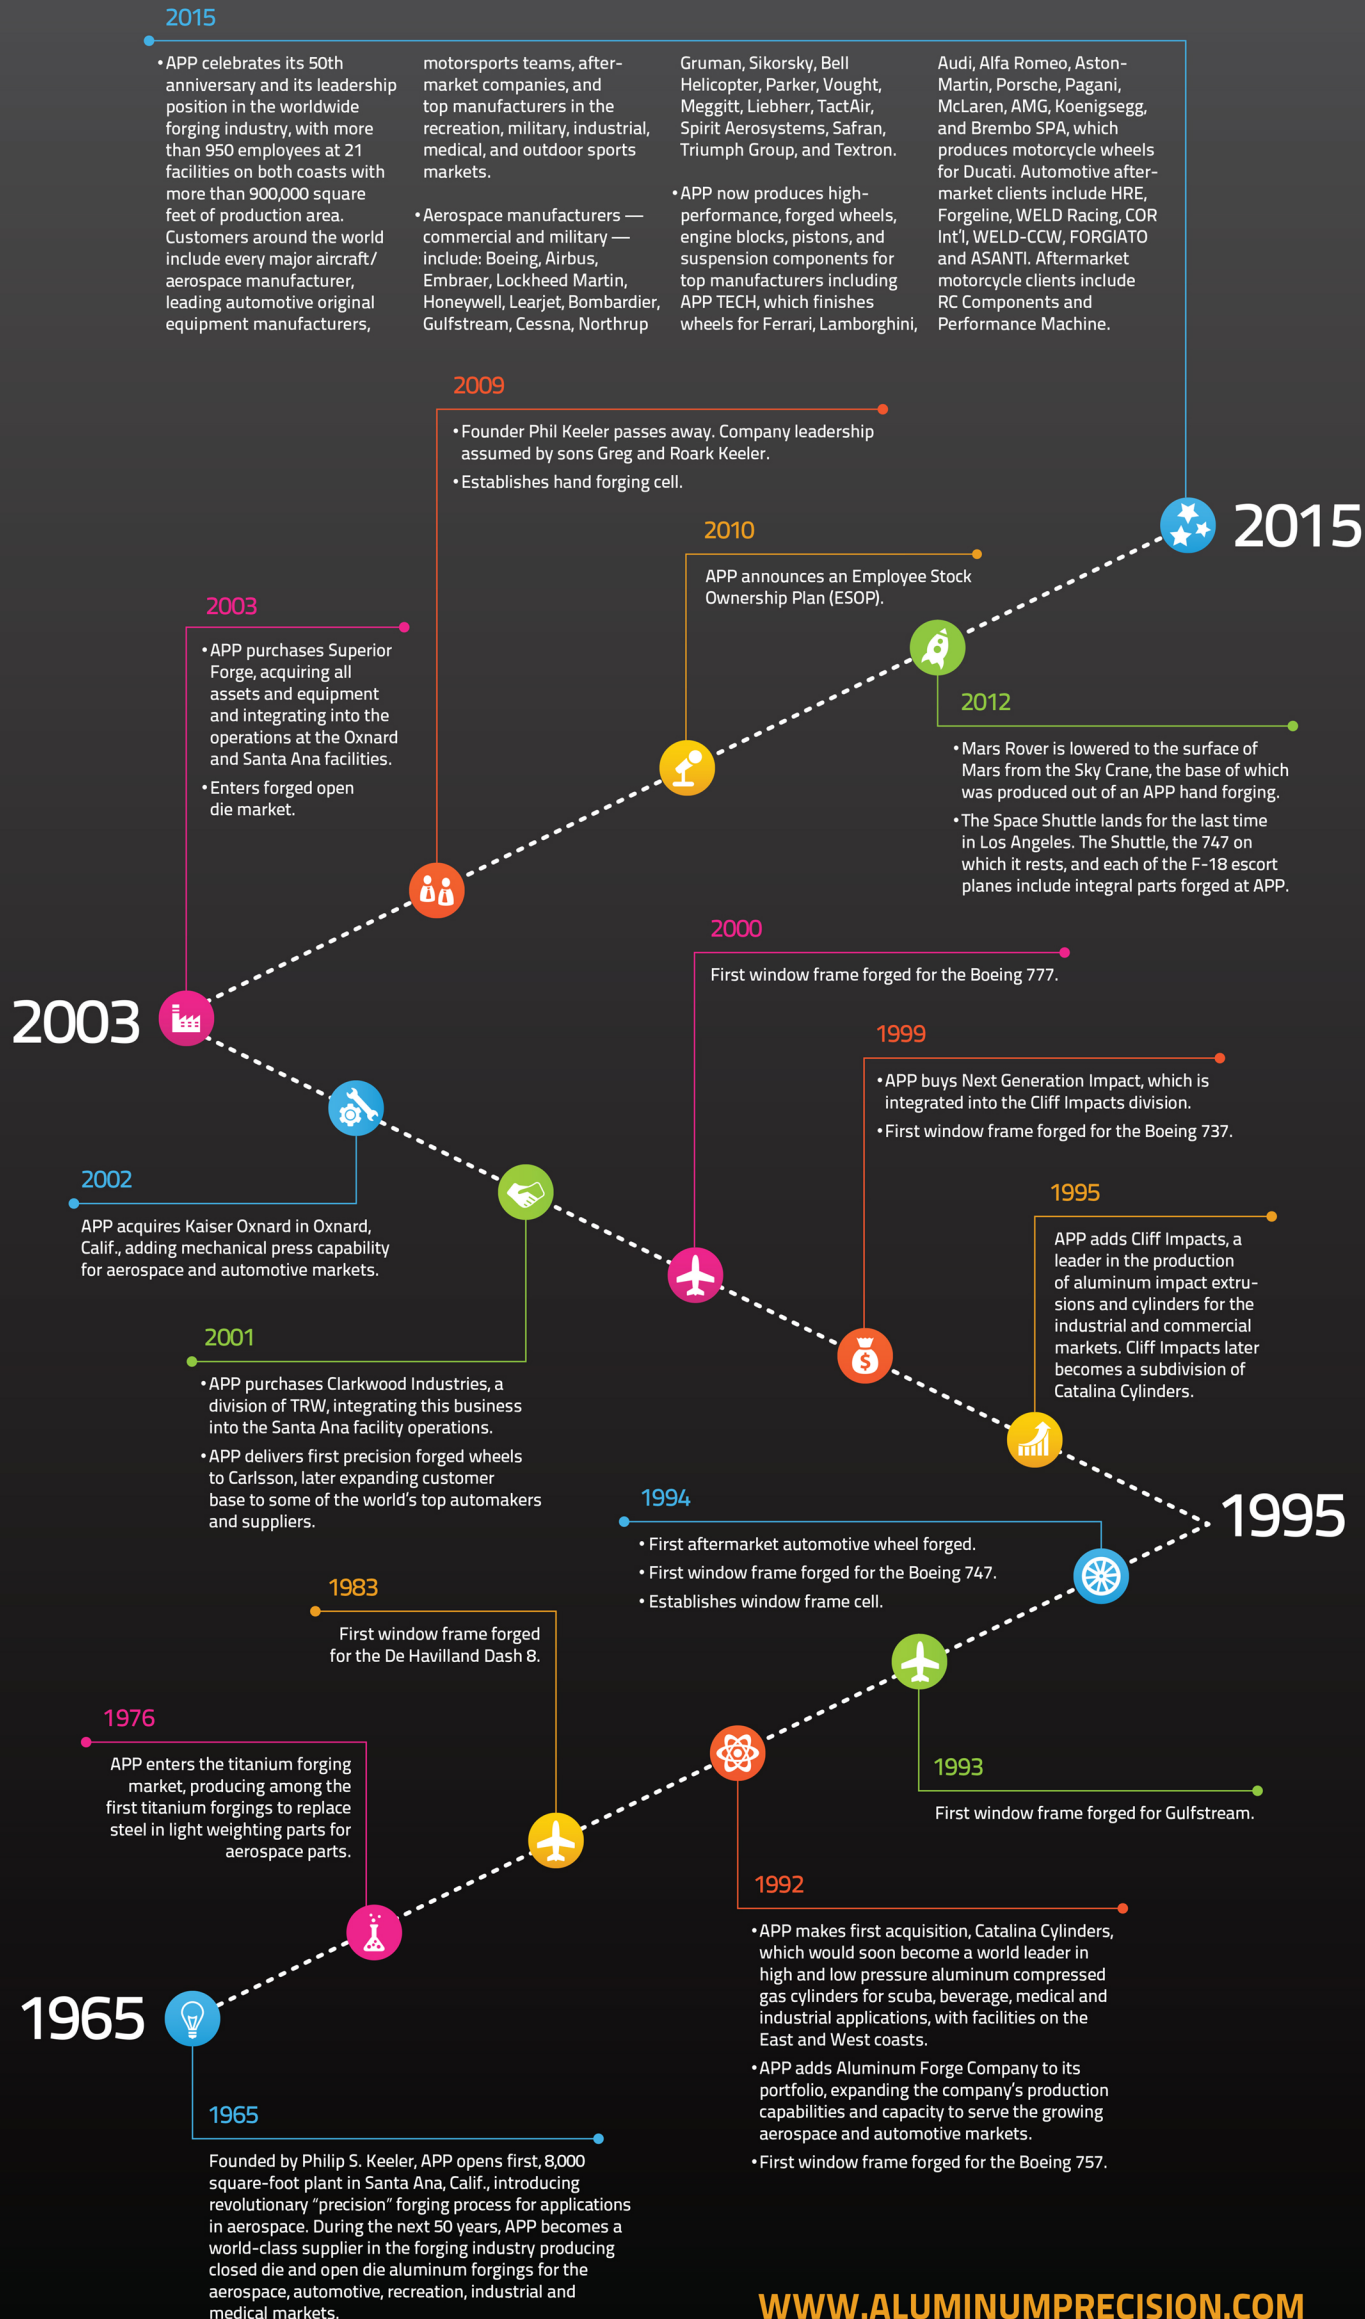 2015
• APP celebrates its 50th
anniversary and its leadership
position in the worldwide
forging industry, with more
than 950 employees at 21
facilities on both coasts with
more than 900,000 square
feet of production area.
Customers around the world
include every major aircraft/
aerospace manufacturer,
leading automotive original
equipment manufacturers,
motorsports teams, after-
market companies, and
top manufacturers in the
recreation, military, industrial,
medical, and outdoor sports
markets.
• Aerospace manufacturers —
commercial and military —
include: Boeing, Airbus,
Embraer, Lockheed Martin,
Honeywell, Learjet, Bombardier,
Gulfstream, Cessna, Northrup
Gruman, Sikorsky, Bell
Helicopter, Parker, Vought,
Meggitt, Liebherr, TactAir,
Spirit Aerosystems, Safran,
Triumph Group, and Textron.
• APP now produces high-
performance, forged wheels,
engine blocks, pistons, and
suspension components for
top manufacturers including
APP TECH, which finishes
wheels for Ferrari, Lamborghini,
Audi, Alfa Romeo, Aston-
Martin, Porsche, Pagani,
McLaren, AMG, Koenigsegg,
and Brembo SPA, which
produces motorcycle wheels
for Ducati. Automotive after-
market clients include HRE,
Forgeline, WELD Racing, COR
Int'l, WELD-CCW, FORGIATO
and ASANTI. Aftermarket
motorcycle clients include
RC Components and
Performance Machine.
2009
• Founder Phil Keeler passes away. Company leadership
assumed by sons Greg and Roark Keeler.
• Establishes hand forging cell.
2015
2010
APP announces an Employee Stock
Ownership Plan (ESOP).
2003
• APP purchases Superior
Forge, acquiring all
assets and equipment
and integrating into the
operations at the Oxnard
and Santa Ana facilities.
• Enters forged open
die market.
2012
• Mars Rover is lowered to the surface of
Mars from the Sky Crane, the base of which
was produced out of an APP hand forging.
• The Space Shuttle lands for the last time
in Los Angeles. The Shuttle, the 747 on
which it rests, and each of the F-18 escort
planes include integral parts forged at APP.
2000
First window frame forged for the Boeing 777.
2003
1999
• APP buys Next Generation Impact, which is
integrated into the Cliff Impacts division.
• First window frame forged for the Boeing 737.
2002
APP acquires Kaiser Oxnard in Oxnard,
Calif., adding mechanical press capability
for aerospace and automotive markets.
1995
APP adds Cliff Impacts, a
leader in the production
of aluminum impact extru-
sions and cylinders for the
industrial and commercial
markets. Cliff Impacts later
becomes a subdivision of
Catalina Cylinders.
2001
• APP purchases Clarkwood Industries, a
division of TRW, integrating this business
into the Santa Ana facility operations.
• APP delivers first precision forged wheels
to Carlsson, later expanding customer
base to some of the world's top automakers
and suppliers.
$
1994
• First aftermarket automotive wheel forged.
• First window frame forged for the Boeing 747.
• Establishes window frame cell.
1995
1983
First window frame forged
for the De Havilland Dash 8.
1976
APP enters the titanium forging
market, producing among the
first titanium forgings to replace
steel in light weighting parts for
aerospace parts.
1993
First window frame forged for Gulfstream.
1992
• APP makes first acquisition, Catalina Cylinders,
which would soon become a world leader in
high and low pressure aluminum compressed
gas cylinders for scuba, beverage, medical and
industrial applications, with facilities on the
East and West coasts.
• APP adds Aluminum Forge Company to its
portfolio, expanding the company's production
capabilities and capacity to serve the growing
aerospace and automotive markets.
• First window frame forged for the Boeing 757.
1965
1965
Founded by Philip S. Keeler, APP opens first, 8,000
square-foot plant in Santa Ana, Calif., introducing
revolutionary “precision” forging process for applications
in aerospace. During the next 50 years, APP becomes a
world-class supplier in the forging industry producing
closed die and open die aluminum forgings for the
aerospace, automotive, recreation, industrial and
medical markets.
WWW.ALUMINUMPRECISION.COM